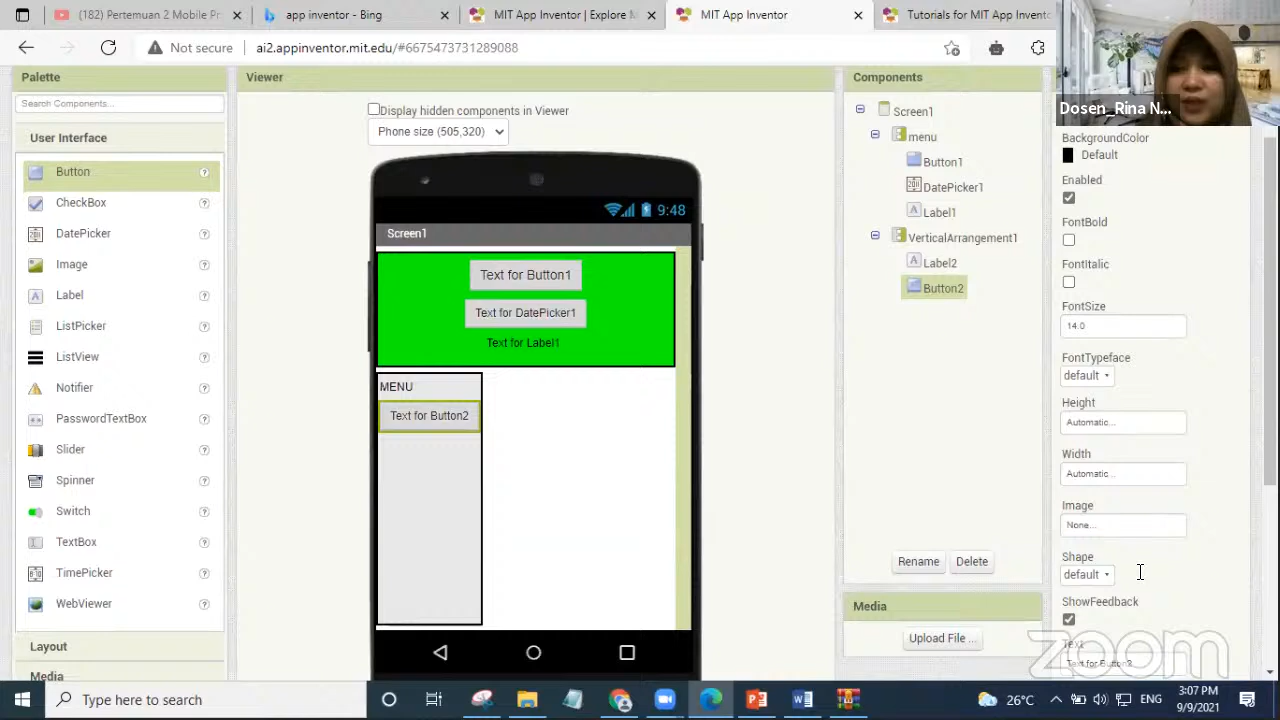 (102) Pertemuan 2 Mobile Pr
app inventor - Bing
MIT App Inventor | Explore M
MIT App Inventor
Tutorials for MIT App Invent
Not secure
ai2.appinventor.mit.edu/#6675473731289088
Dosen_Rina N...
Palette
Search Components...
User Interface
Button
CheckBox
DatePicker
Image
Label
ListPicker
ListView
Notifier
PasswordTextBox
Slider
Spinner
Switch
TextBox
TimePicker
WebViewer
Layout
Media
Viewer
Display hidden components in Viewer
Phone size (505,320)
9:48
Screen1
Text for Button1
Text for DatePicker1
Text for Label1
MENU
Text for Button2
Components
Screen1
menu
Button1
DatePicker1
Label1
VerticalArrangement1
Label2
Button2
Rename
Delete
Media
Upload File ...
BackgroundColor
Default
Enabled
FontBold
FontItalic
FontSize
14.0
FontTypeface
default
Height
Automatic...
Width
Automatic...
Image
None...
Shape
default
ShowFeedback
Text
Text for Button2
zoom
Type here to search
26°C
ENG
3:07 PM
9/9/2021